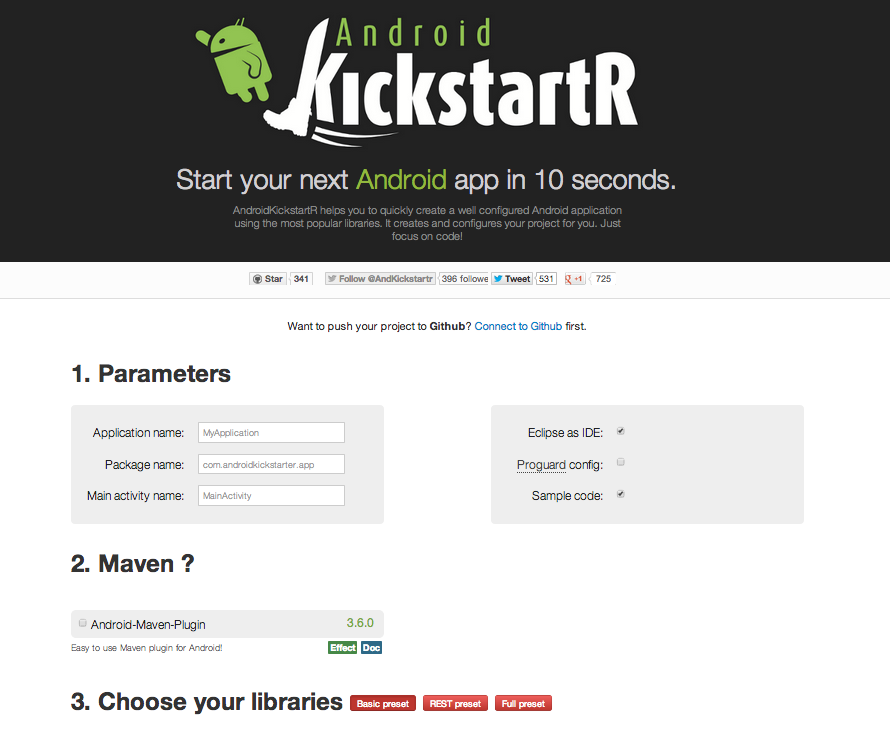 Android
KickstartR
Start your next Android app in 10 seconds.
AndroidKickstartR helps you to quickly create a well configured Android application
using the most popular libraries. It creates and configures your project for you. Just
focus on code!
Star 341 Follow @AndKickstartr 396 followe Tweet 531 g +1 725
Want to push your project to Github? Connect to Github first.
1. Parameters
Application name: MyApplication
Package name: com.androidkickstarter.app
Main activity name: MainActivity
Eclipse as IDE:
Proguard config:
Sample code:
2. Maven ?
Android-Maven-Plugin 3.6.0
Easy to use Maven plugin for Android! Effect Doc
3. Choose your libraries Basic preset REST preset Full preset